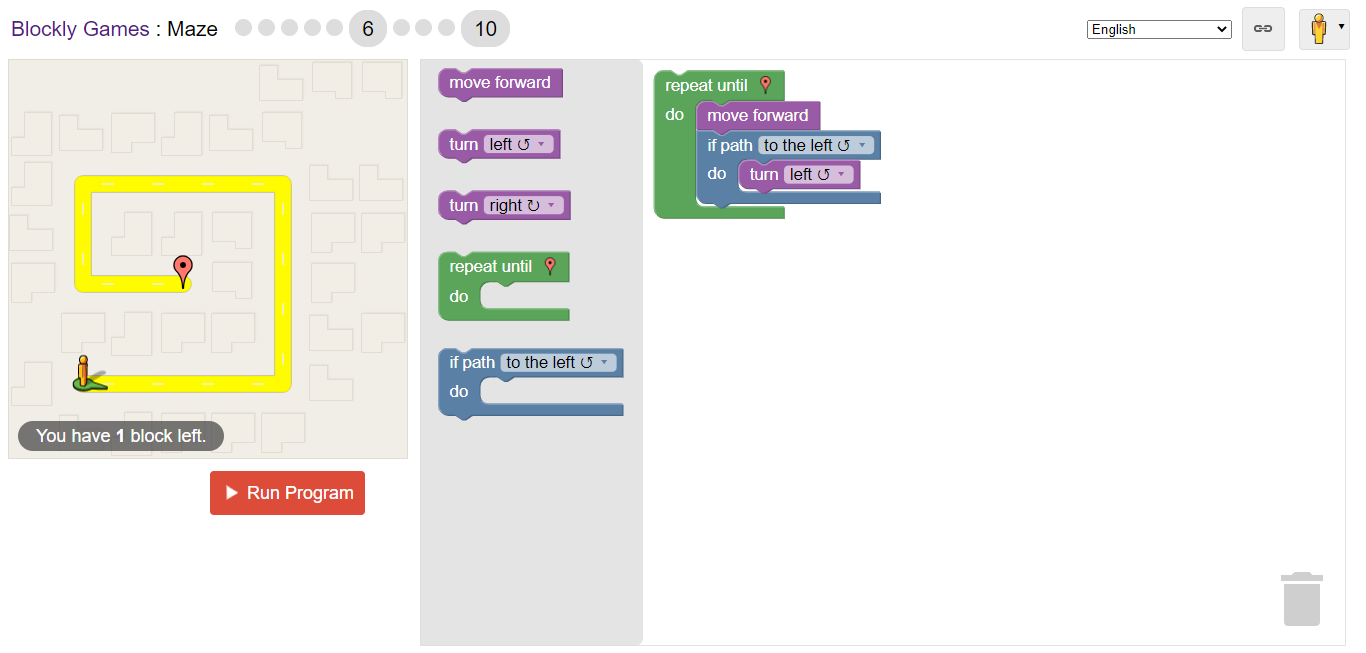 Blockly Games : Maze 6 10
English
You have 1 block left.
Run Program
move forward
turn left ↺
turn right ↻
repeat until
do
if path to the left ↺
do
repeat until
do move forward
if path to the left ↺
do turn left ↺